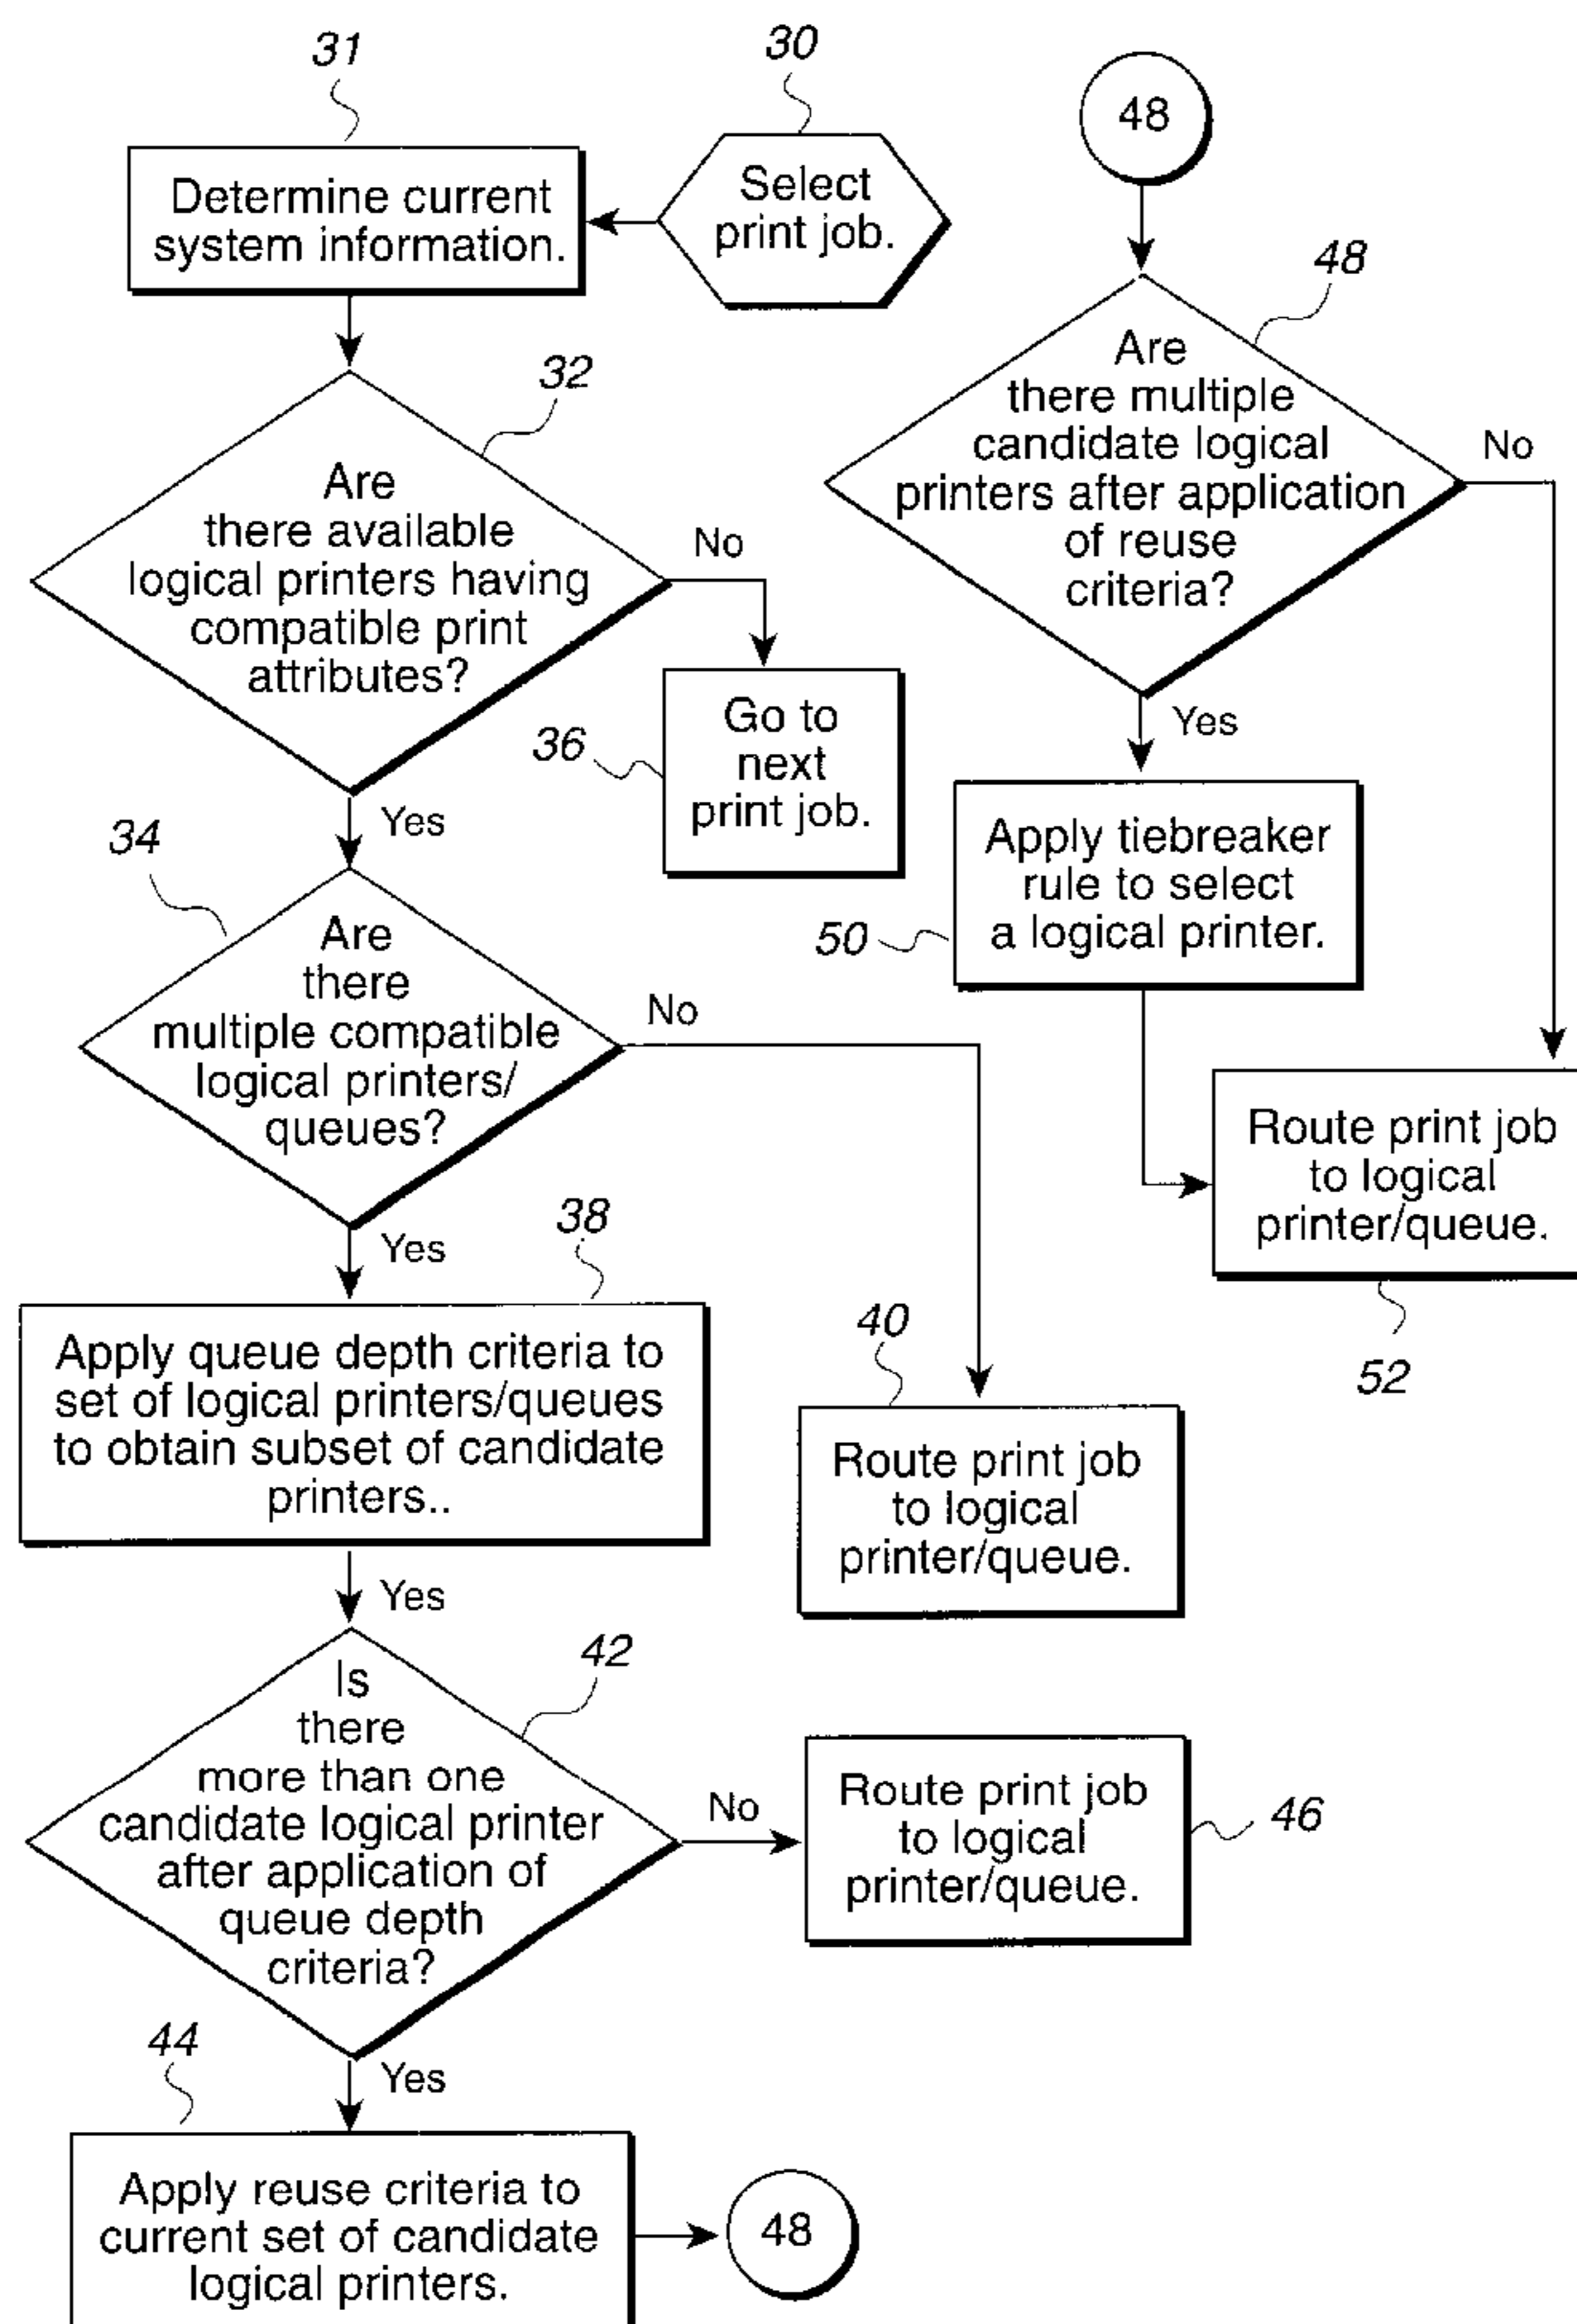 31
30
Determine current
system information.
Select
print job.
32
Are
there available
logical printers having
compatible print
attributes?
No
36
Go to
next
print job.
Yes
34
Are
there
multiple compatible
logical printers/
queues?
No
Yes
38
Apply queue depth criteria to
set of logical printers/queues
to obtain subset of candidate
printers..
40
Route print job
to logical
printer/queue.
Yes
42
Is
there
more than one
candidate logical printer
after application of
queue depth
criteria?
No
Route print job
to logical
printer/queue.
46
Yes
44
Apply reuse criteria to
current set of candidate
logical printers.
48
48
48
Are
there multiple
candidate logical
printers after application
of reuse
criteria?
No
Yes
50
Apply tiebreaker
rule to select
a logical printer.
Route print job
to logical
printer/queue.
52